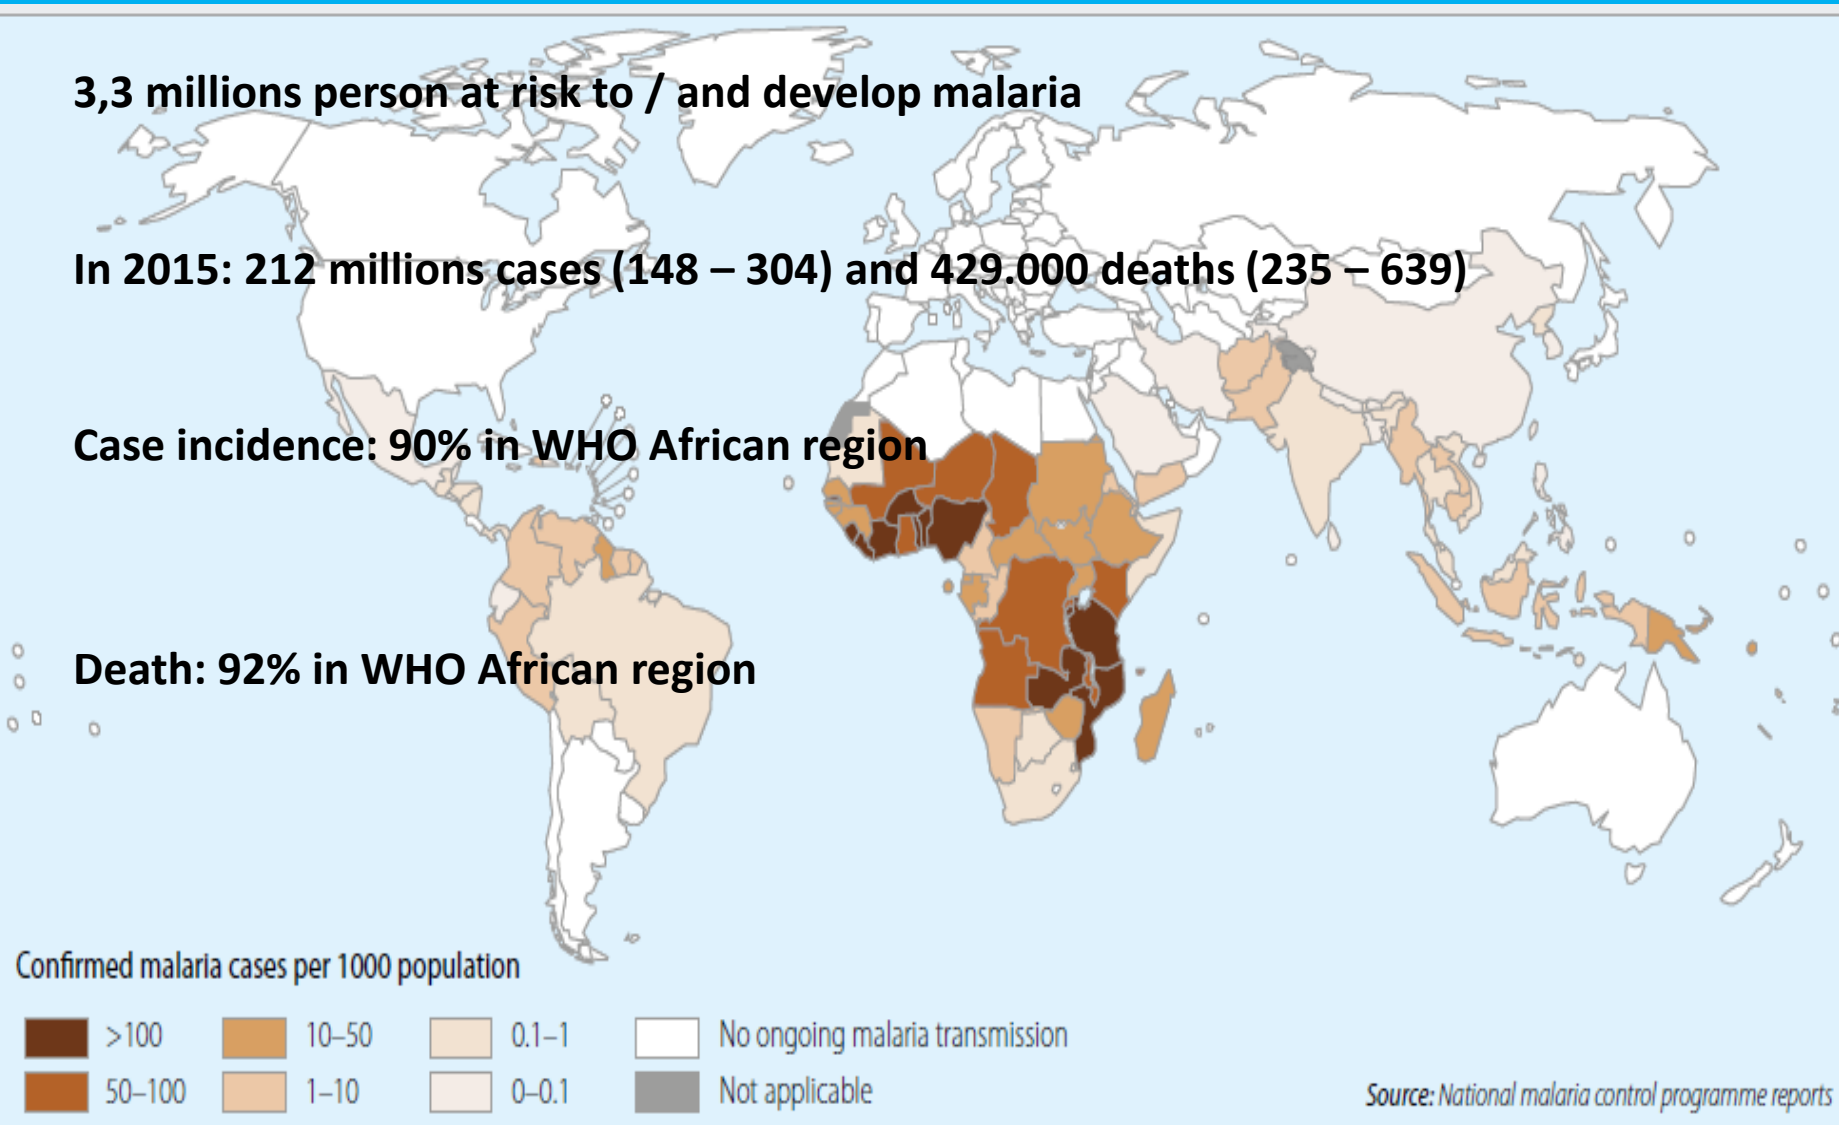 3,3 millions person at risk to / and develop malaria
In 2015: 212 millions cases (148 – 304) and 429.000 deaths (235 – 639)
Case incidence: 90% in WHO African region
Death: 92% in WHO African region
Confirmed malaria cases per 1000 population
>100
10–50
0.1–1
No ongoing malaria transmission
50–100
1–10
0–0.1
Not applicable
Source: National malaria control programme reports